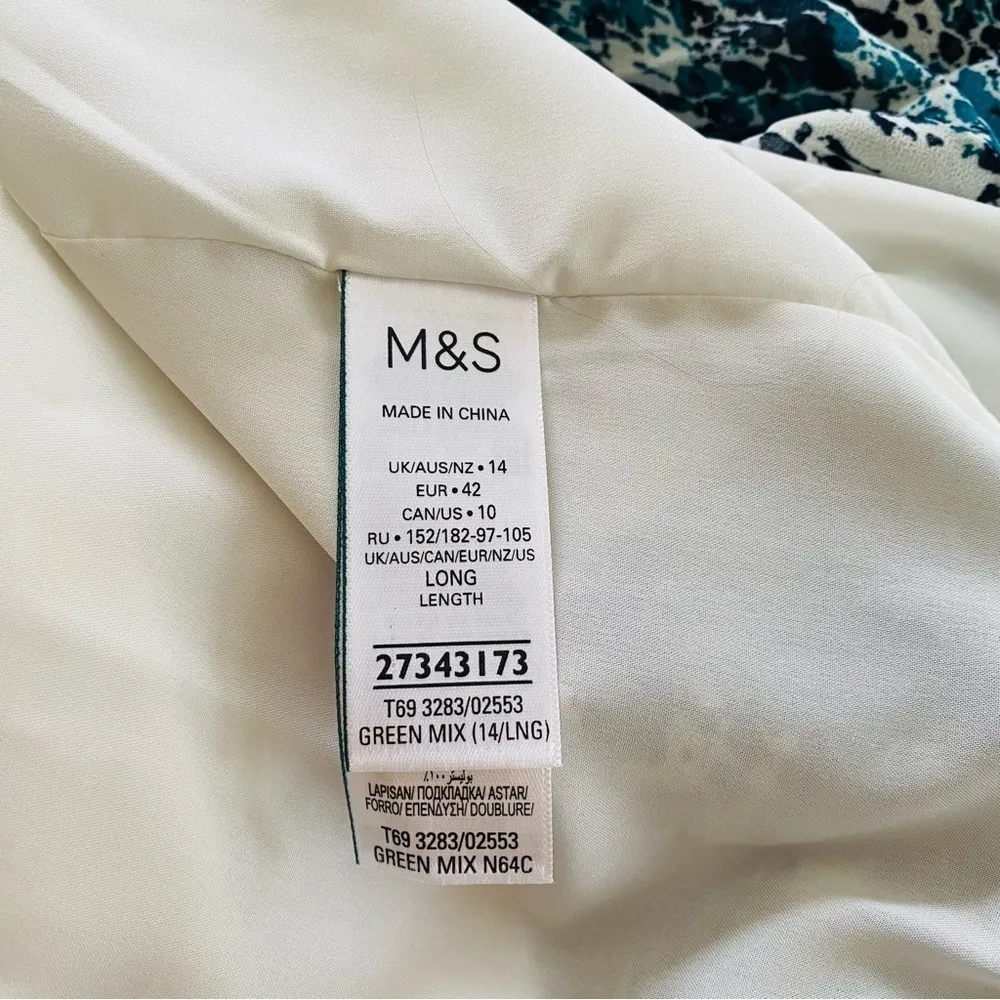 M&S
MADE IN CHINA
UK/AUS/NZ • 14
EUR • 42
CAN/US • 10
RU • 152/182-97-105
UK/AUS/CAN/EUR/NZ/US
LONG
LENGTH
27343173
T69 3283/02553
GREEN MIX (14/LNG)
بوليستر ١٠٠٪
LAPISAN/ ПОДКЛАДКА/ ASTAR/
FORRO/ ΕΠΕΝΔΥΣΗ/ DOUBLURE/
T69 3283/02553
GREEN MIX N64C